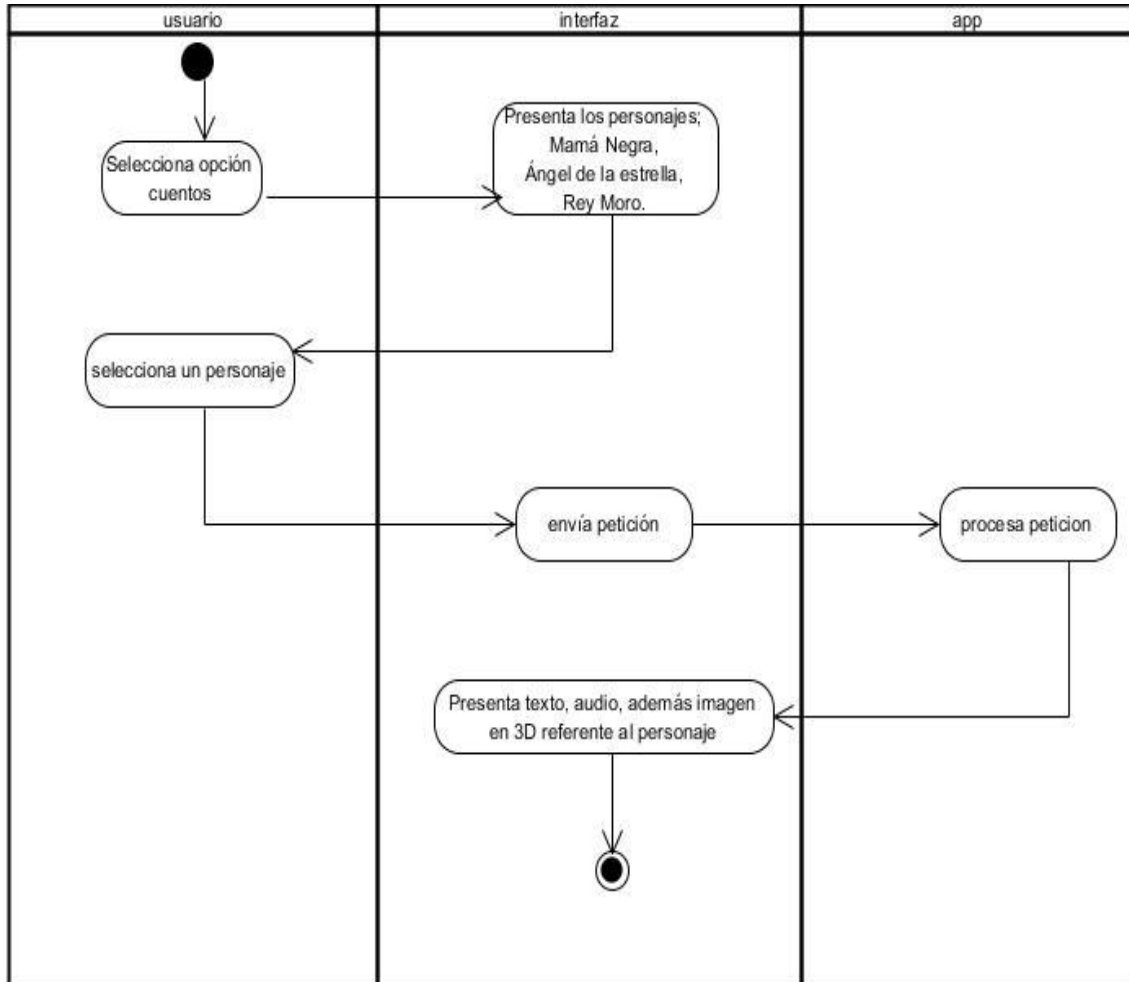 usuario
interfaz
app
Presenta los personajes;
Mamá Negra,
Ángel de la estrella,
Rey Moro.
Selecciona opción
cuentos
selecciona un personaje
envía petición
procesa peticion
Presenta texto, audio, además imagen
en 3D referente al personaje